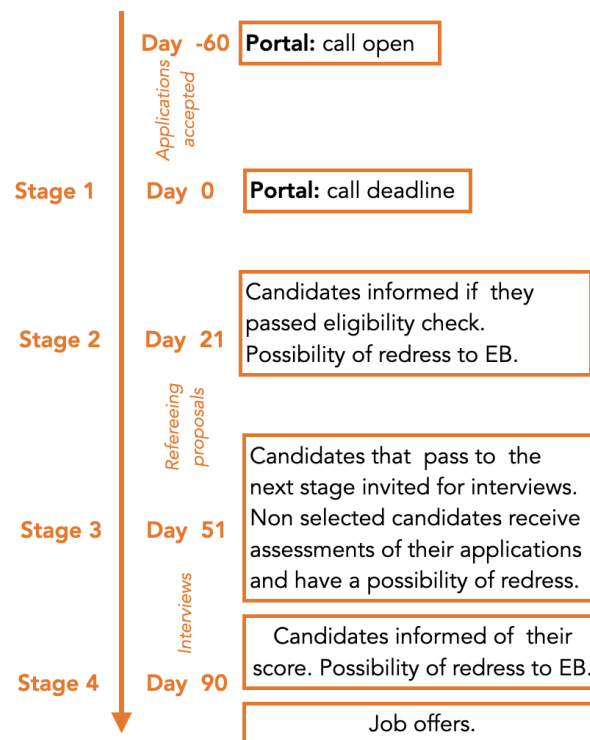 Day -60
Portal: call open
Applications
accepted
Stage 1
Day 0
Portal: call deadline
Candidates informed if they
passed eligibility check.
Possibility of redress to EB.
Stage 2
Day 21
Refereeing
proposals
Candidates that pass to the
next stage invited for interviews.
Non selected candidates receive
assessments of their applications
and have a possibility of redress.
Stage 3
Day 51
Interviews
Candidates informed of their
score. Possibility of redress to EB.
Stage 4
Day 90
Job offers.